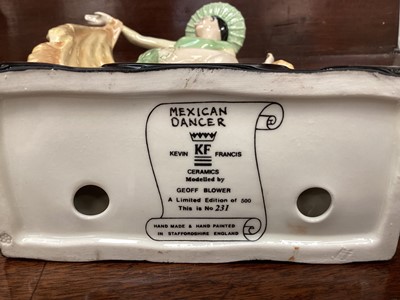 MEXICAN
DANCER
KEVIN KF FRANCIS
CERAMICS
Modelled by
GEOFF BLOWER
A Limited Edition of 500
This is No 231
HAND MADE & HAND PAINTED
IN STAFFORDSHIRE ENGLAND